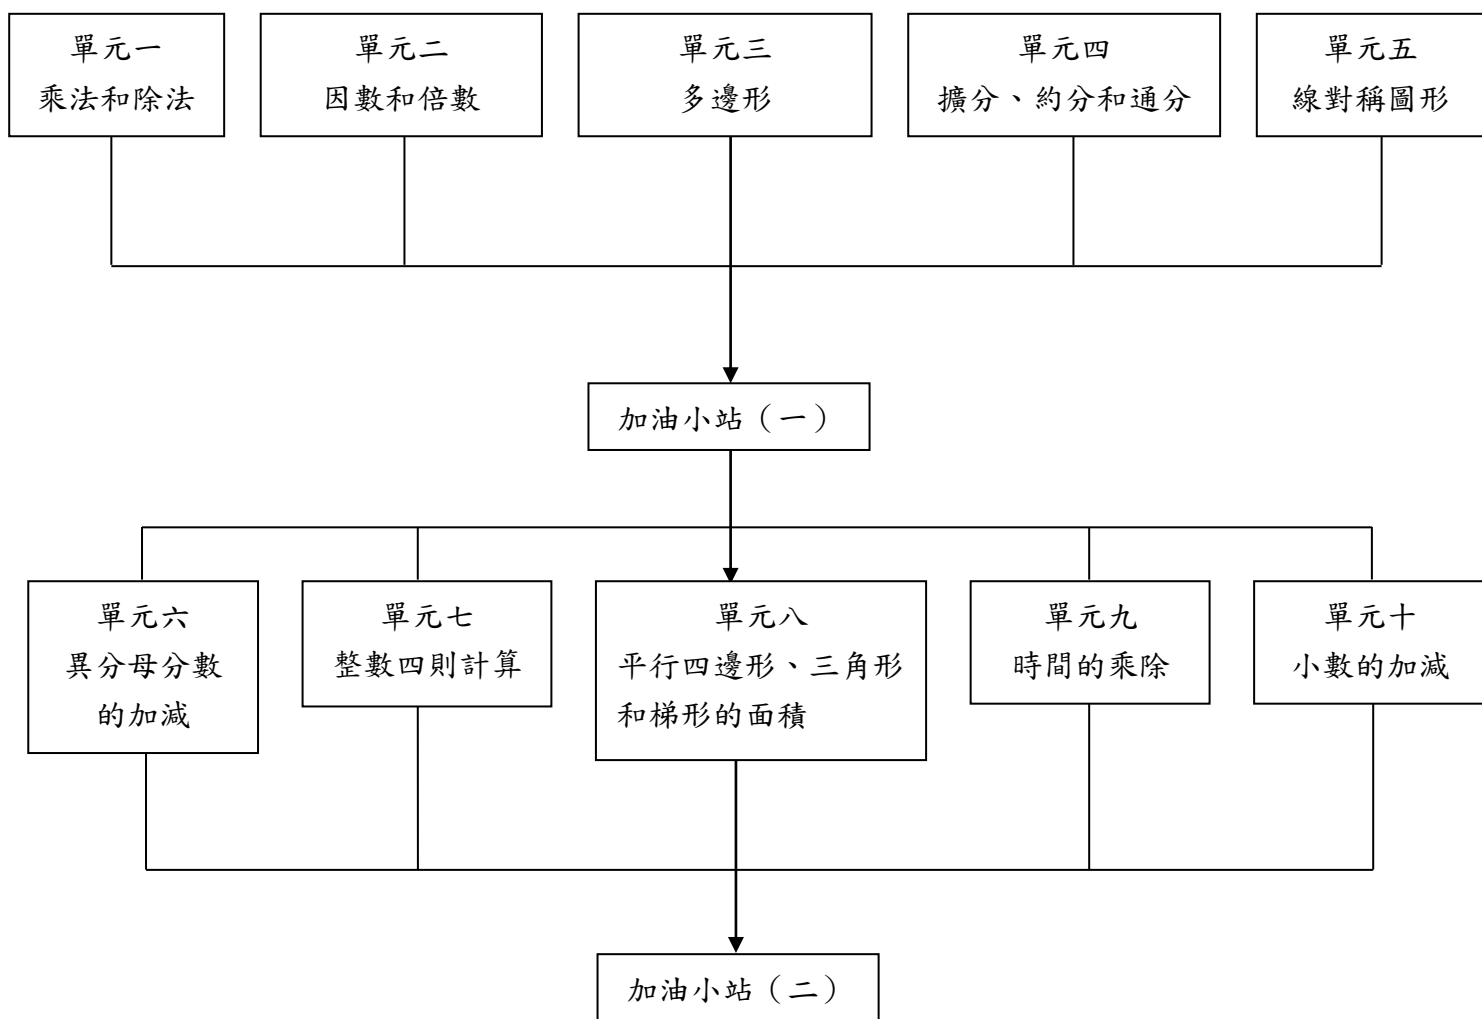 單元一
乘法和除法
單元二
因數和倍數
單元三
多邊形
單元四
擴分、約分和通分
單元五
線對稱圖形
加油小站（一）
單元六
異分母分數
的加減
單元七
整數四則計算
單元八
平行四邊形、三角形
和梯形的面積
單元九
時間的乘除
單元十
小數的加減
加油小站（二）